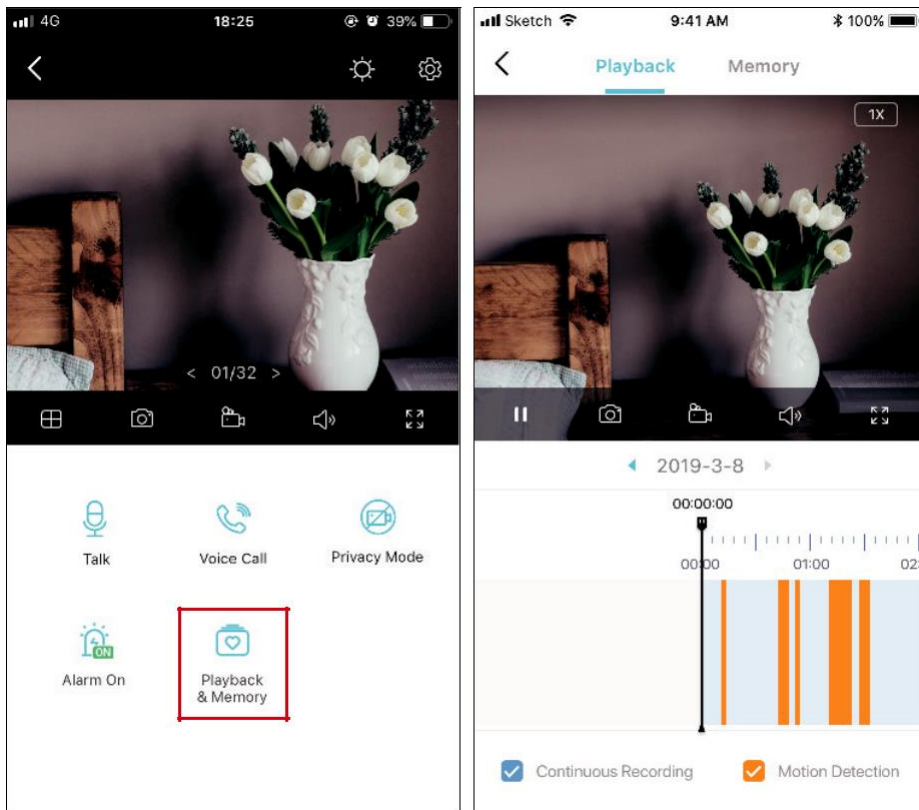 4G 18:25 39%
< 01/32 >
Talk Voice Call Privacy Mode
ON
Alarm On Playback
& Memory
Sketch 9:41 AM 100%
Playback Memory
1X
2019-3-8
00:00:00
00:00 01:00 02:
Continuous Recording Motion Detection